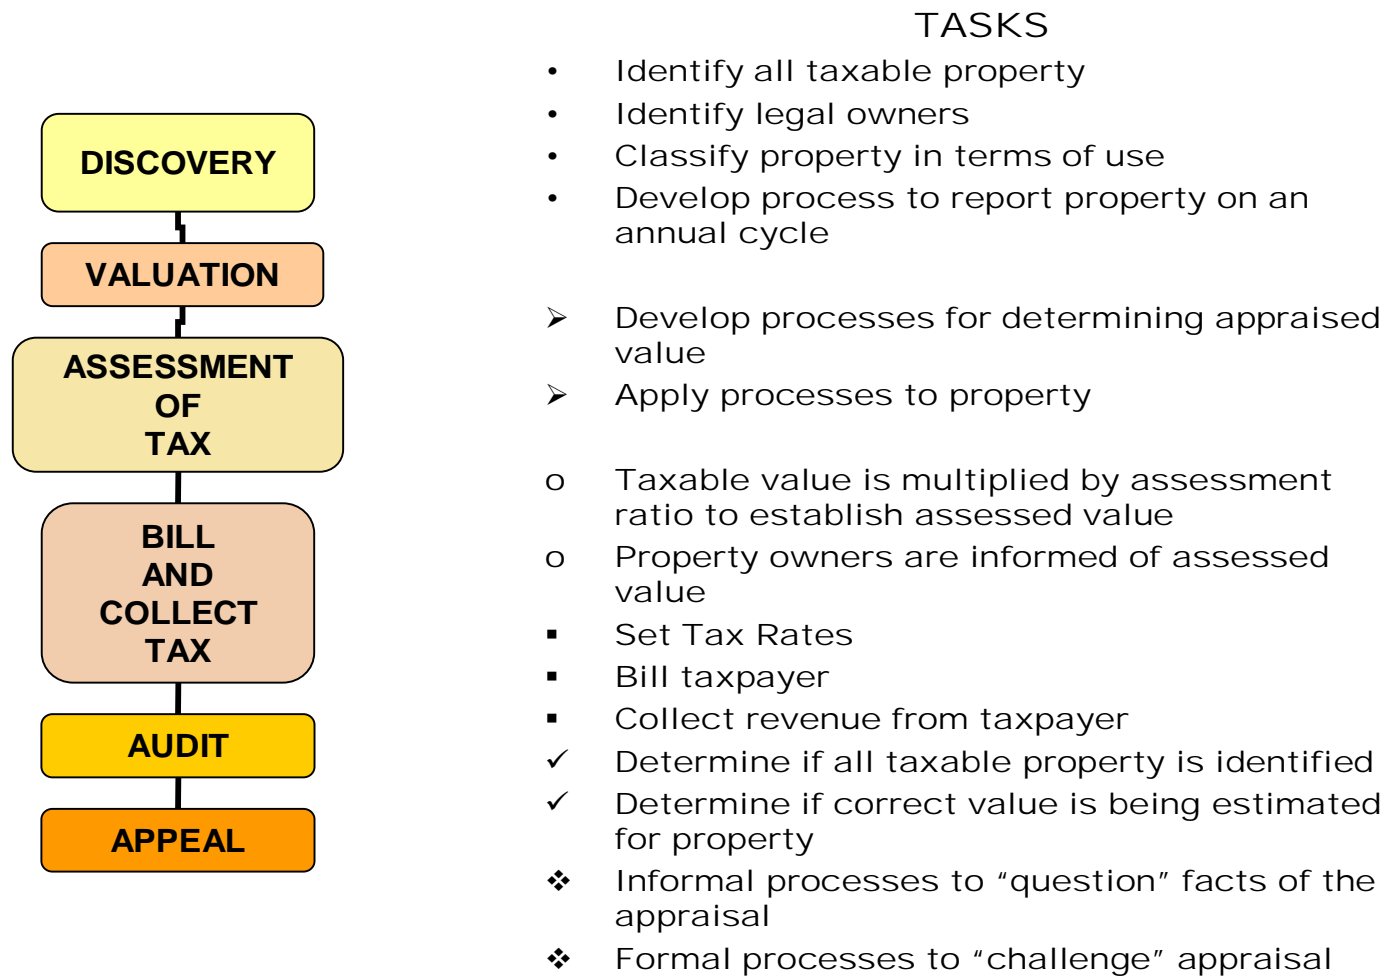 TASKS
• Identify all taxable property
• Identify legal owners
• Classify property in terms of use
• Develop process to report property on an
annual cycle
➢ Develop processes for determining appraised
value
➢ Apply processes to property
o Taxable value is multiplied by assessment
ratio to establish assessed value
o Property owners are informed of assessed
value
▪ Set Tax Rates
▪ Bill taxpayer
▪ Collect revenue from taxpayer
✓ Determine if all taxable property is identified
✓ Determine if correct value is being estimated
for property
❖ Informal processes to “question” facts of the
appraisal
❖ Formal processes to “challenge” appraisal
DISCOVERY
VALUATION
ASSESSMENT
OF
TAX
BILL
AND
COLLECT
TAX
AUDIT
APPEAL